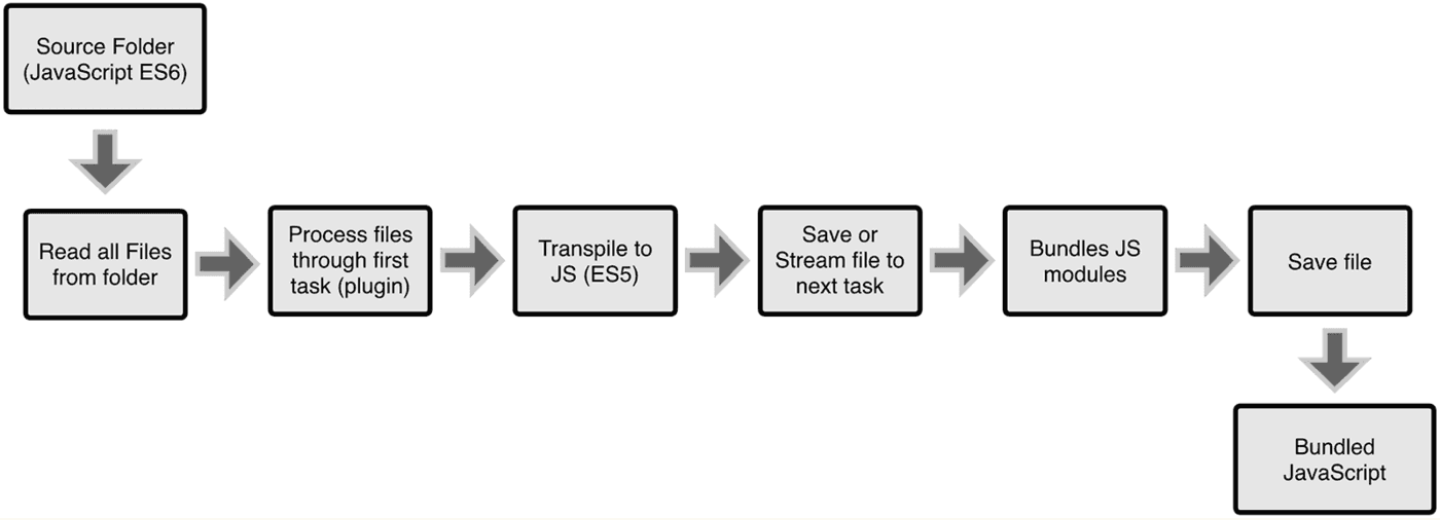 Source Folder
(JavaScript ES6)
Read all Files
from folder
Process files
through first
task (plugin)
Transpile to
JS (ES5)
Save or
Stream file to
next task
Bundles JS
modules
Save file
Bundled
JavaScript